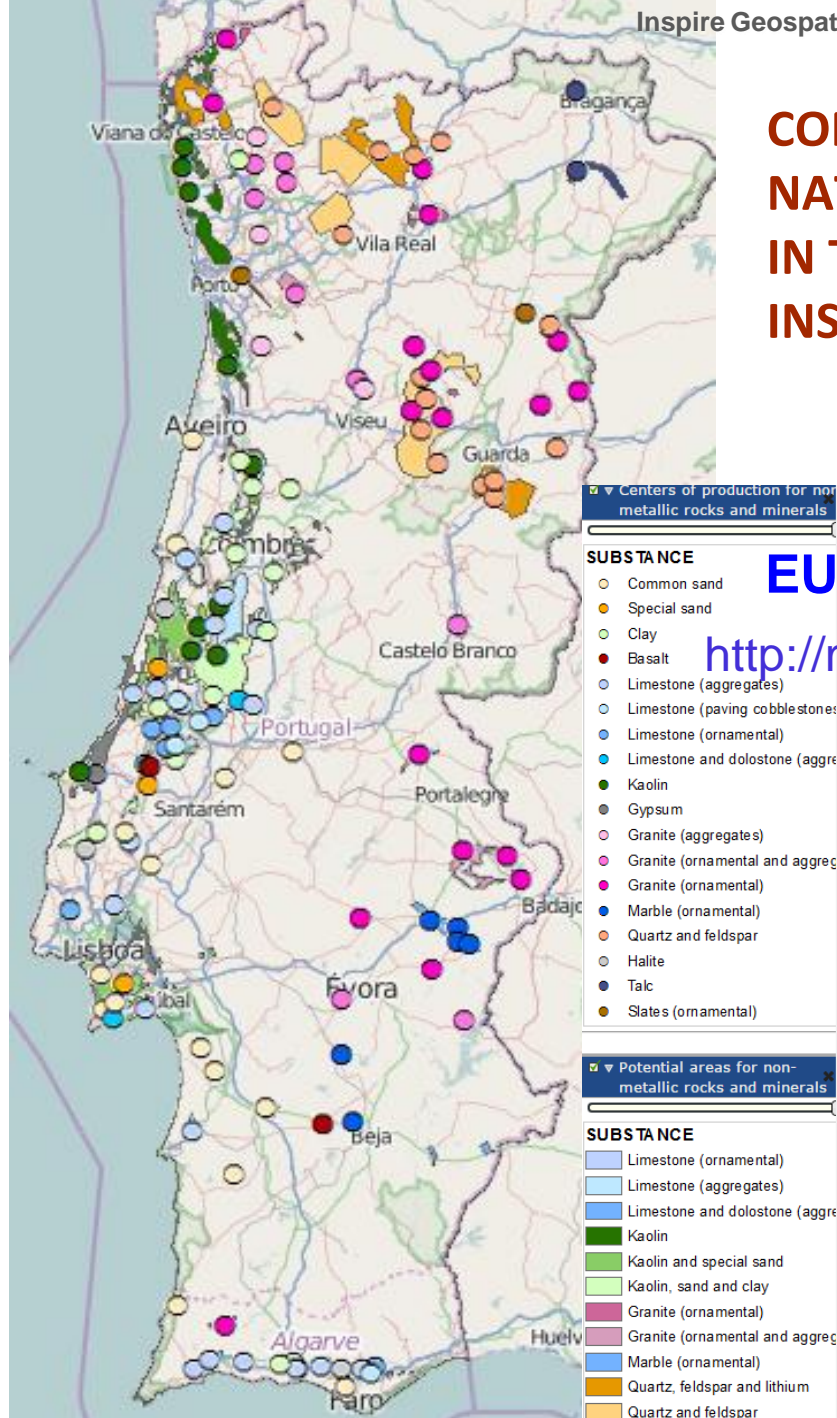 Inspire Geospat
COI
NAT
IN T
INS
Bragança
Viana do Castelo
Vila Real
Porto
Aveiro
Viseu
Guarda
Coimbra
Castelo Branco
Portugal
Santarém
Portalegre
Badajo
Lisboa
Évora
Setúbal
Beja
Algarve
Huelv
Faro
Centers of production for non
metallic rocks and minerals
SUBSTANCE
EU
http://r
Common sand
Special sand
Clay
Basalt
Limestone (aggregates)
Limestone (paving cobblestones
Limestone (ornamental)
Limestone and dolostone (aggre
Kaolin
Gypsum
Granite (aggregates)
Granite (ornamental and aggreg
Granite (ornamental)
Marble (ornamental)
Quartz and feldspar
Halite
Talc
Slates (ornamental)
Potential areas for non-
metallic rocks and minerals
SUBSTANCE
Limestone (ornamental)
Limestone (aggregates)
Limestone and dolostone (aggre
Kaolin
Kaolin and special sand
Kaolin, sand and clay
Granite (ornamental)
Granite (ornamental and aggreg
Marble (ornamental)
Quartz, feldspar and lithium
Quartz and feldspar